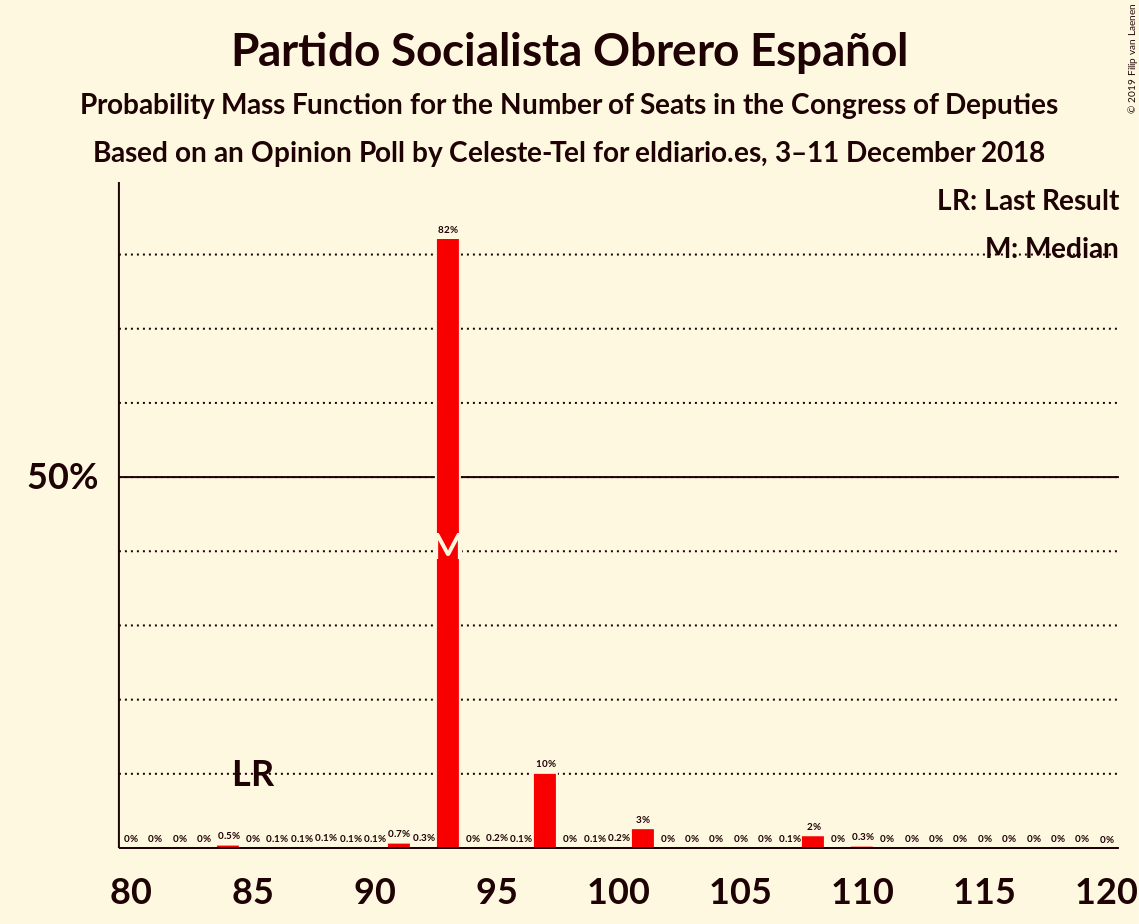 Partido Socialista Obrero Español
Probability Mass Function for the Number of Seats in the Congress of Deputies
Based on an Opinion Poll by Celeste-Tel for eldiario.es, 3–11 December 2018
© 2019 Filip van Laenen
LR: Last Result
M: Median
82%
50%
M
LR
10%
0% 0% 0% 0% 0.5% 0% 0.1% 0.1% 0.1% 0.1% 0.1% 0.7% 0.3% 0% 0.2% 0.1% 0% 0.1% 0.2% 3% 0% 0% 0% 0% 0% 0.1% 2% 0% 0.3% 0% 0% 0% 0% 0% 0% 0% 0% 0% 0%
80 85 90 95 100 105 110 115 120